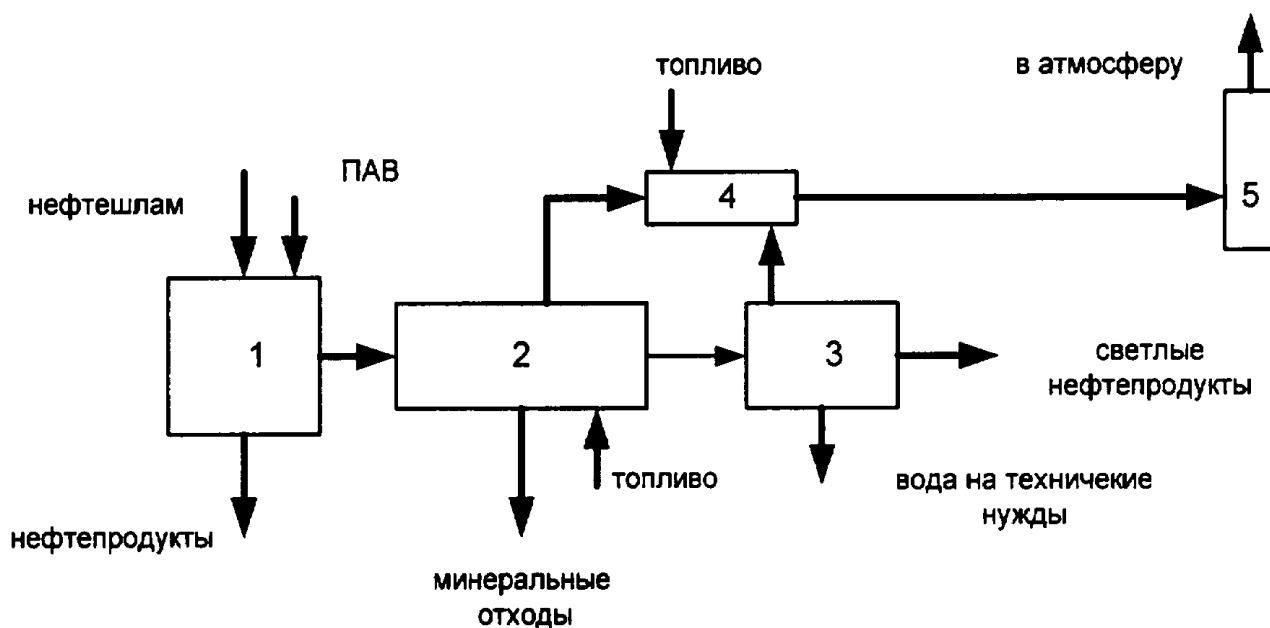 топливо
в атмосферу
ПАВ
нефтешлам
4
5
1
2
3
светлые
нефтепродукты
топливо
вода на техничекие
нужды
нефтепродукты
минеральные
отходы